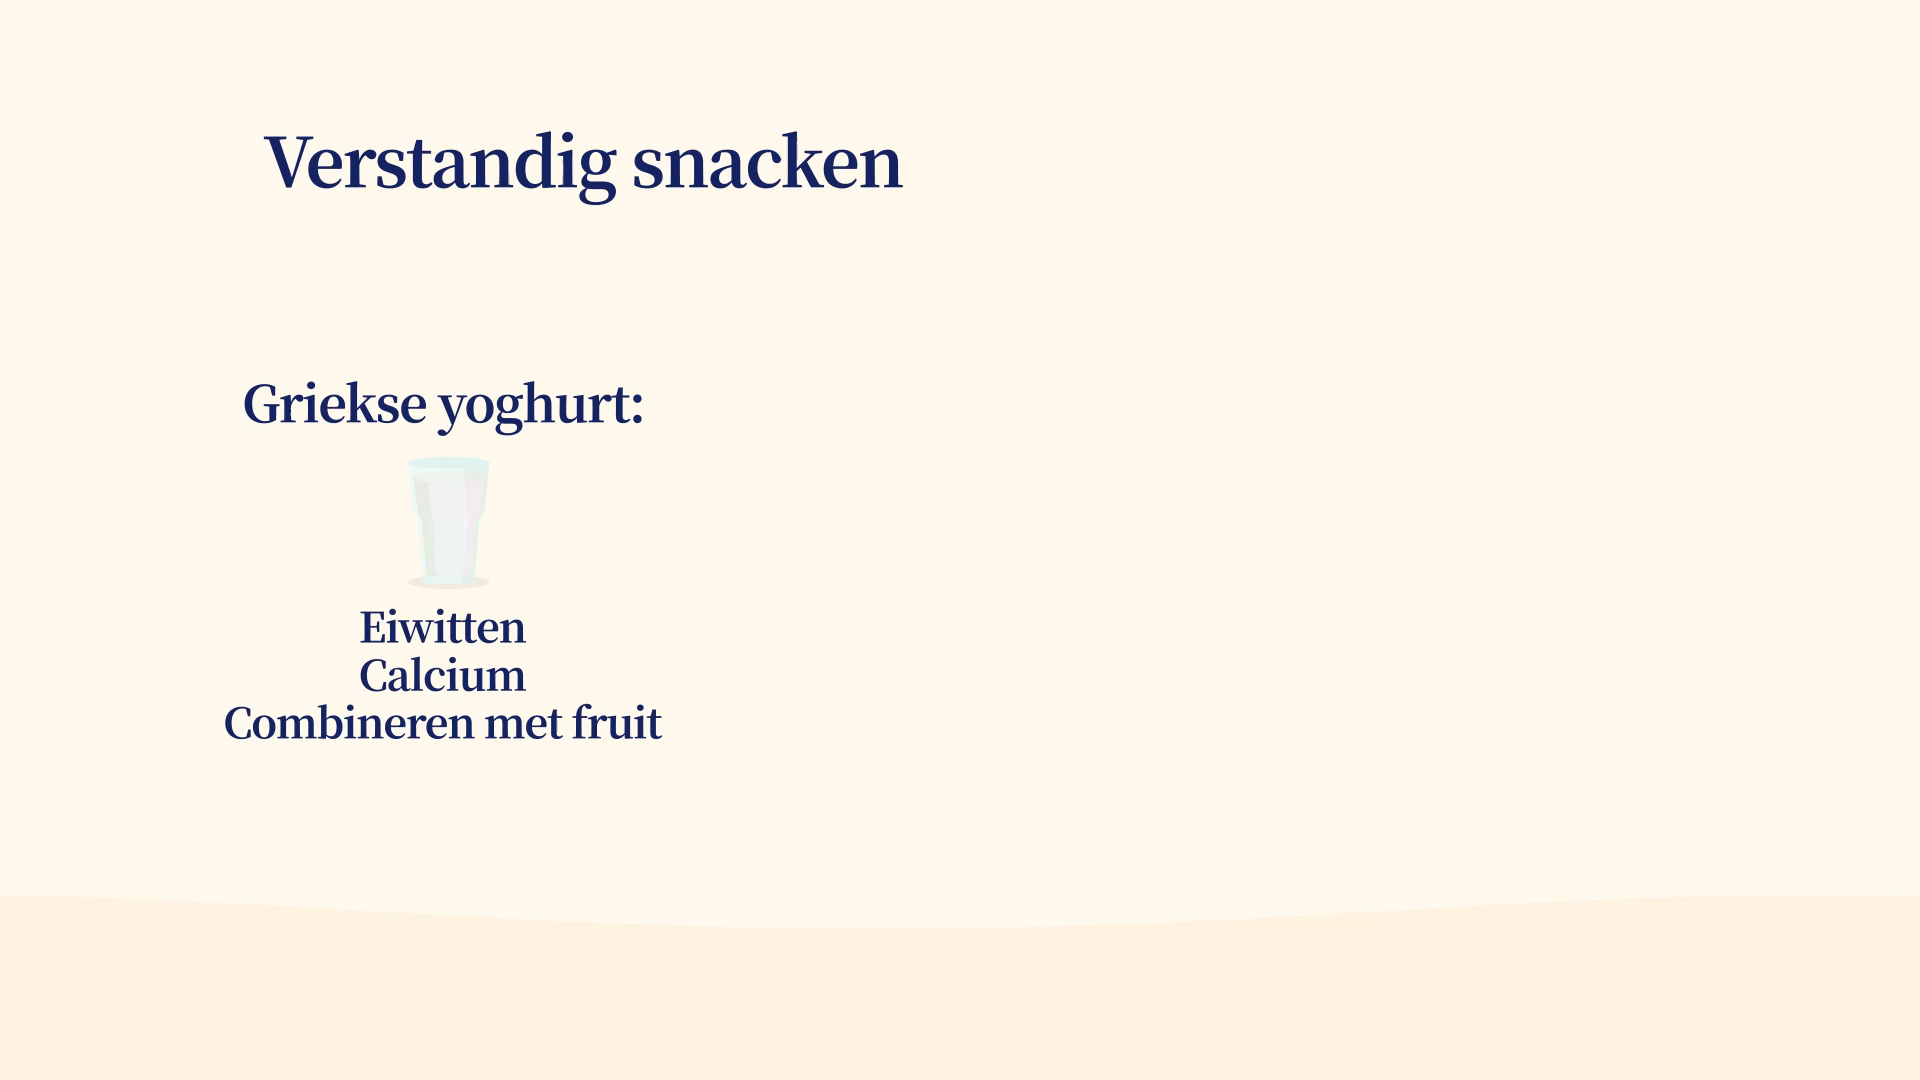 Verstandig snacken
Griekse yoghurt:
Eiwitten
Calcium
Combineren met fruit